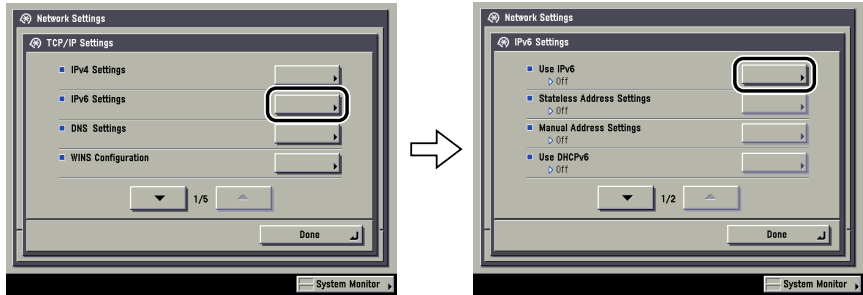 Network Settings
TCP/IP Settings
IPv4 Settings
IPv6 Settings
DNS Settings
WINS Configuration
1/5
Done
System Monitor
Network Settings
IPv6 Settings
Use IPv6
Off
Stateless Address Settings
Off
Manual Address Settings
Off
Use DHCPv6
Off
1/2
Done
System Monitor